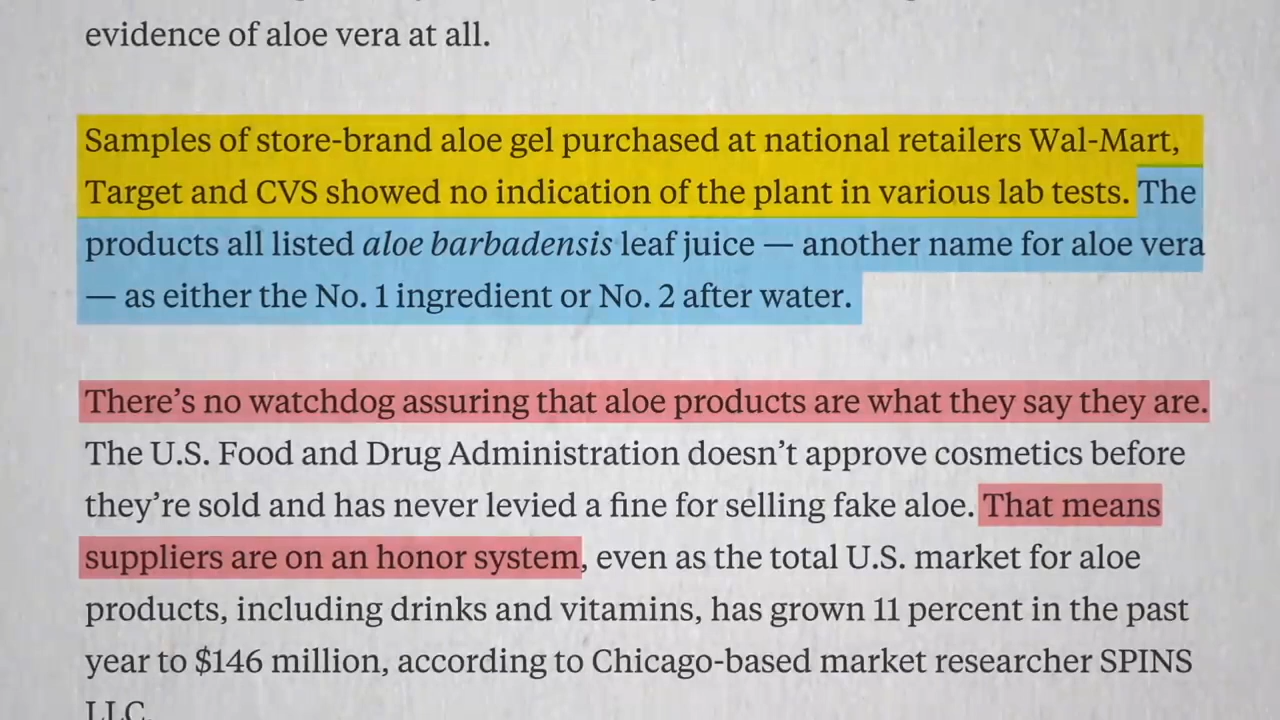 evidence of aloe vera at all.
Samples of store-brand aloe gel purchased at national retailers Wal-Mart,
Target and CVS showed no indication of the plant in various lab tests. The
products all listed aloe barbadensis leaf juice — another name for aloe vera
— as either the No. 1 ingredient or No. 2 after water.
There’s no watchdog assuring that aloe products are what they say they are.
The U.S. Food and Drug Administration doesn’t approve cosmetics before
they’re sold and has never levied a fine for selling fake aloe. That means
suppliers are on an honor system, even as the total U.S. market for aloe
products, including drinks and vitamins, has grown 11 percent in the past
year to $146 million, according to Chicago-based market researcher SPINS
LLC.